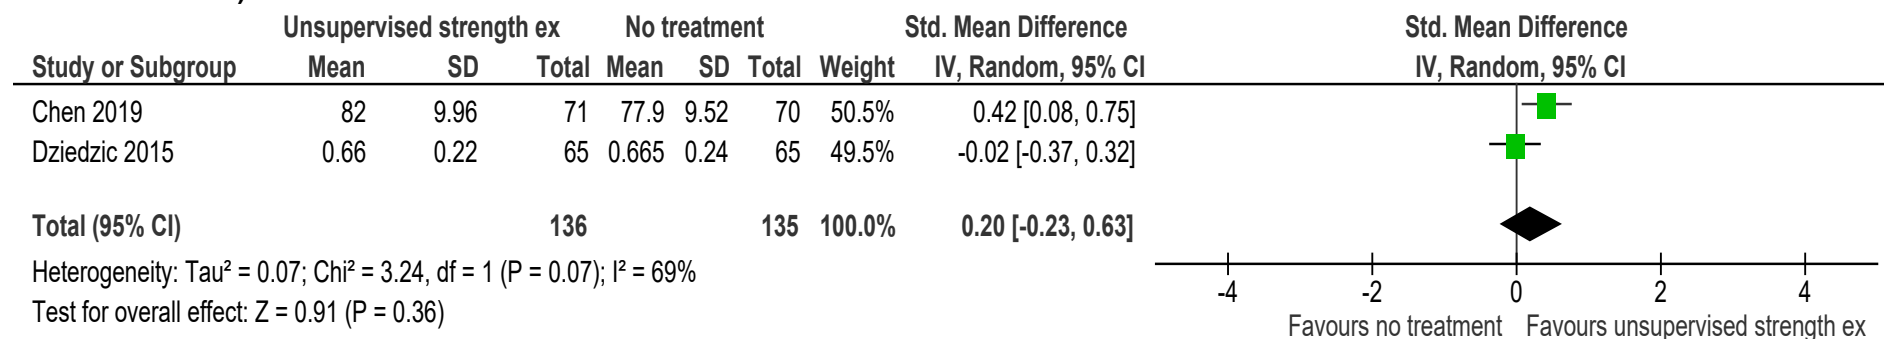 Unsupervised strength ex No treatment Std. Mean Difference Std. Mean Difference
Study or Subgroup Mean SD Total Mean SD Total Weight IV, Random, 95% CI IV, Random, 95% CI
Chen 2019 82 9.96 71 77.9 9.52 70 50.5% 0.42 [0.08, 0.75]
Dziedzic 2015 0.66 0.22 65 0.665 0.24 65 49.5% -0.02 [-0.37, 0.32]
Total (95% CI) 136 135 100.0% 0.20 [-0.23, 0.63]
Heterogeneity: Tau² = 0.07; Chi² = 3.24, df = 1 (P = 0.07); I² = 69%
Test for overall effect: Z = 0.91 (P = 0.36)
-4 -2 0 2 4
Favours no treatment Favours unsupervised strength ex